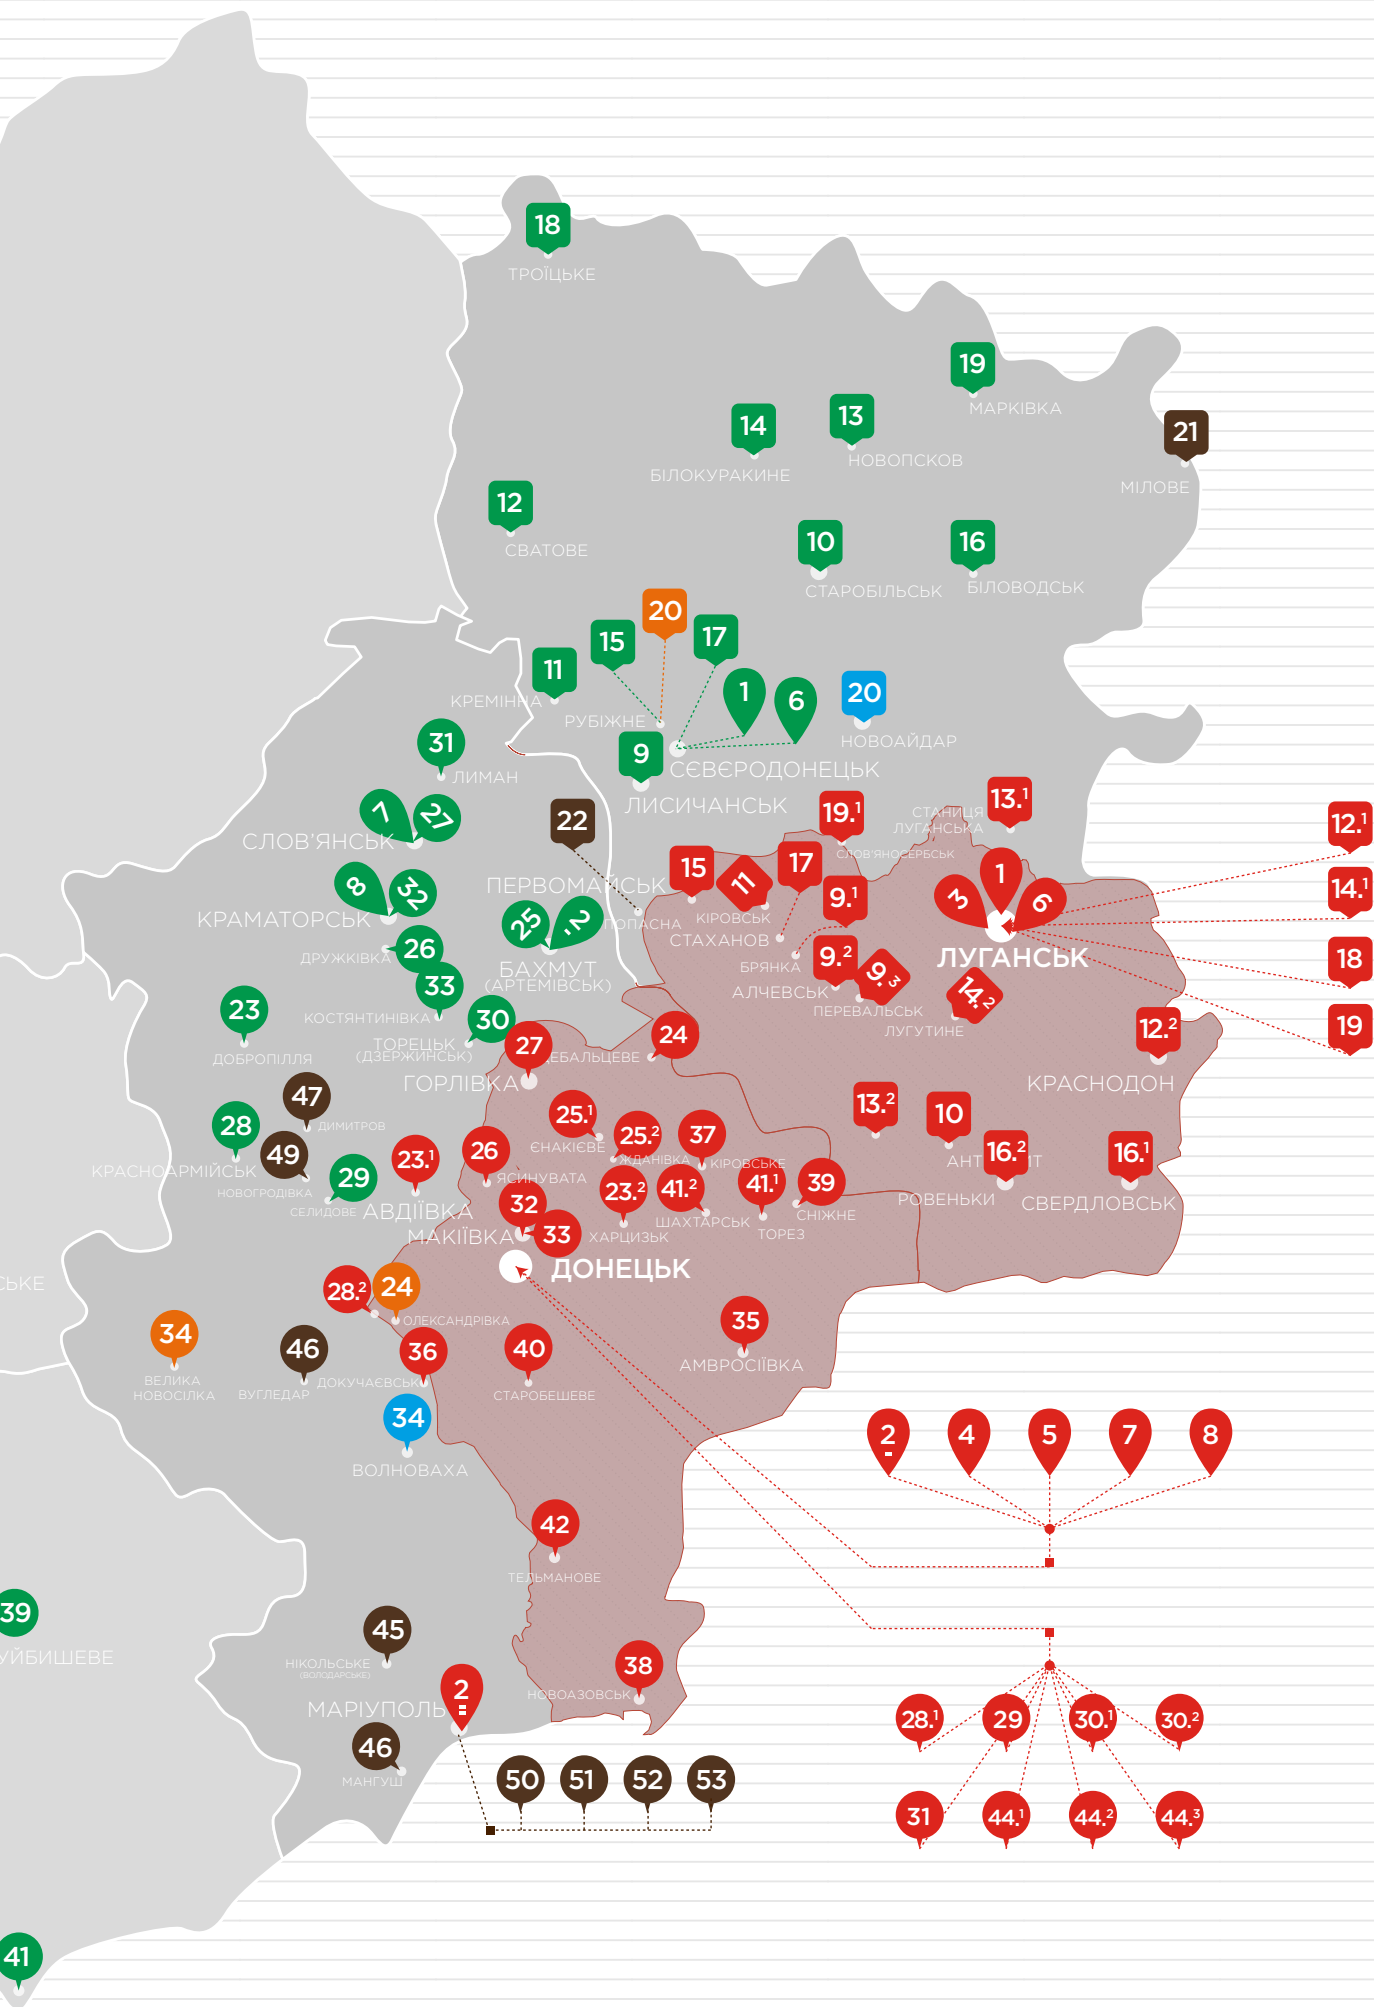 18
ТРОЇЦЬКЕ
19
МАРКІВКА
14
БІЛОКУРАКИНЕ
13
НОВОПСКОВ
21
МІЛОВЕ
12
СВАТОВЕ
10
СТАРОБІЛЬСЬК
16
БІЛОВОДСЬК
20
15
17
11
КРЕМІННА
РУБІЖНЕ
1
6
20
НОВОАЙДАР
31
ЛИМАН
9
СЄВЄРОДОНЕЦЬК
ЛИСИЧАНСЬК
7
27
СЛОВ'ЯНСЬК
22
19.¹
СТАНИЦЯ
ЛУГАНСЬКА
13.¹
12.¹
СЛОВ'ЯНОСЕРБСЬК
8
32
КРАМАТОРСЬК
ПЕРВОМАЙСЬК
15
11
17
9.¹
КІРОВСЬК
3
1
6
14.¹
25
.2
ПОПАСНА
26
ДРУЖКІВКА
СТАХАНОВ
БРЯНКА
9.²
9.³
ЛУГАНСЬК
18
БАХМУТ
(АРТЕМІВСЬК)
АЛЧЕВСЬК
ПЕРЕВАЛЬСЬК
14.²
ЛУГУТИНЕ
33
КОСТЯНТИНІВКА
23
ДОБРОПІЛЛЯ
30
ТОРЕЦЬК
(ДЗЕРЖИНСЬК)
27
ЕБАЛЬЦЕВЕ
24
12.²
19
ГОРЛІВКА
КРАСНОДОН
47
ДИМИТРОВ
28
КРАСНОАРМІЙСЬК
49
НОВОГРОДІВКА
25.¹
ЄНАКІЄВЕ
25.²
ЖДАНІВКА
37
КІРОВСЬКЕ
13.²
10
АНТ
ИТ
16.²
РОВЕНЬКИ
16.¹
СВЕРДЛОВСЬК
29
СЕЛИДОВЕ
23.¹
АВДІЇВКА
26
ЯСИНУВАТА
23.²
ХАРЦИЗЬК
41.²
ШАХТАРСЬК
41.¹
ТОРЕЗ
39
СНІЖНЕ
32
33
МАКІЇВКА
ДОНЕЦЬК
СЬКЕ
28.²
24
ОЛЕКСАНДРІВКА
34
ВЕЛИКА
НОВОСІЛКА
46
ВУГЛЕДАР
36
ДОКУЧАЄВСЬК
40
СТАРОБЕШЕВЕ
35
АМВРОСІЇВКА
34
ВОЛНОВАХА
2
4
5
7
8
42
ТЕЛЬМАНОВЕ
39
УЙБИШЕВЕ
45
НІКОЛЬСЬКЕ
(ВОЛОДАРСЬКЕ)
38
НОВОАЗОВСЬК
2
МАРІУПОЛЬ
46
МАНГУШ
28.¹
29
30.¹
30.²
50
51
52
53
31
44.¹
44.²
44.³
41